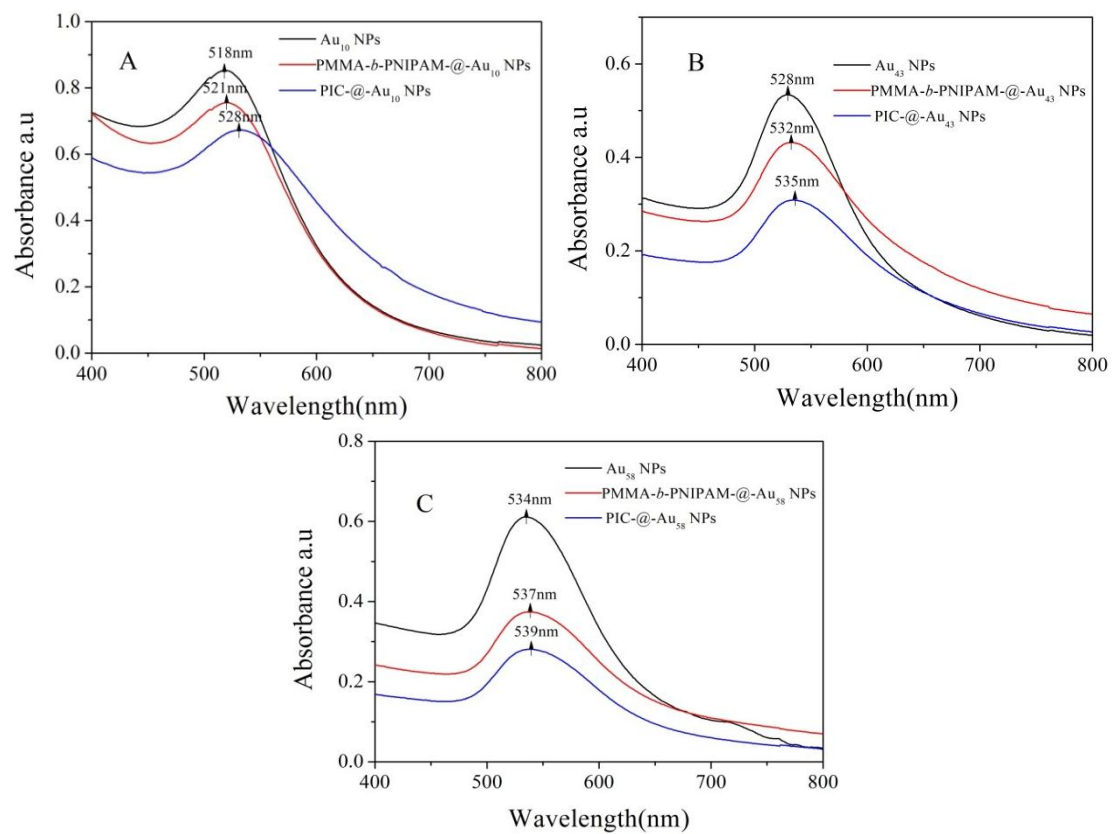 A
Au₁₀ NPs
PMMA-b-PNIPAM-@-Au₁₀ NPs
PIC-@-Au₁₀ NPs
518nm
521nm
528nm
1.0
0.8
0.6
0.4
0.2
0.0
400 500 600 700 800
Absorbance a.u
Wavelength(nm)
B
Au₄₃ NPs
PMMA-b-PNIPAM-@-Au₄₃ NPs
PIC-@-Au₄₃ NPs
528nm
532nm
535nm
0.6
0.4
0.2
0.0
400 500 600 700 800
Absorbance a.u
Wavelength(nm)
C
Au₅₈ NPs
PMMA-b-PNIPAM-@-Au₅₈ NPs
PIC-@-Au₅₈ NPs
534nm
537nm
539nm
0.8
0.6
0.4
0.2
0.0
400 500 600 700 800
Absorbance a.u
Wavelength(nm)